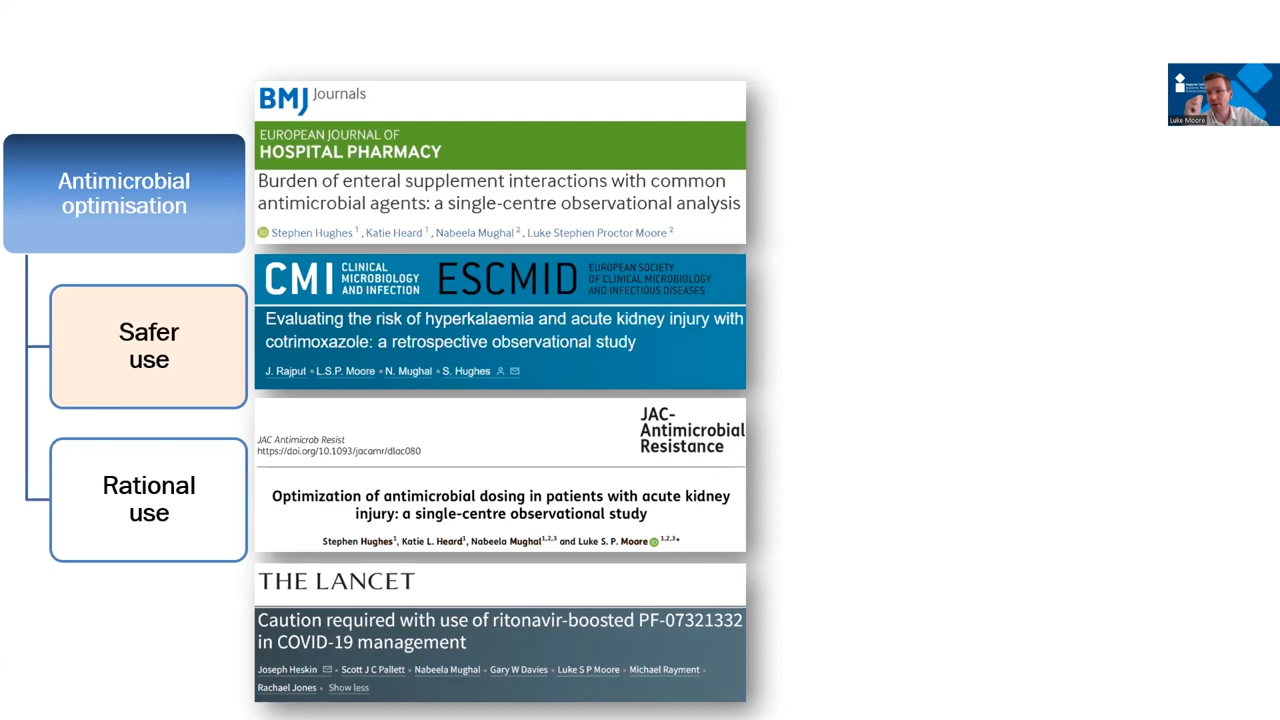 Antimicrobial
optimisation
Safer
use
Rational
use
BMJ Journals
EUROPEAN JOURNAL OF
HOSPITAL PHARMACY
Burden of enteral supplement interactions with common
antimicrobial agents: a single-centre observational analysis
iD Stephen Hughes 1, Katie Heard 1, Nabeela Mughal 2, Luke Stephen Proctor Moore 2
CMI CLINICAL
MICROBIOLOGY
AND INFECTION
ESCMID EUROPEAN SOCIETY
OF CLINICAL MICROBIOLOGY
AND INFECTIOUS DISEASES
Evaluating the risk of hyperkalaemia and acute kidney injury with
cotrimoxazole: a retrospective observational study
J. Rajput • L.S.P. Moore • N. Mughal • S. Hughes
JAC-
Antimicrobial
Resistance
JAC Antimicrob Resist
https://doi.org/10.1093/jacamr/dlac080
Optimization of antimicrobial dosing in patients with acute kidney
injury: a single-centre observational study
Stephen Hughes1, Katie L. Heard1, Nabeela Mughal1,2,3 and Luke S. P. Moore iD 1,2,3*
THE LANCET
Caution required with use of ritonavir-boosted PF-07321332
in COVID-19 management
Joseph Heskin • Scott J C Pallett • Nabeela Mughal • Gary W Davies • Luke S P Moore • Michael Rayment •
Rachael Jones • Show less
Luke Moore